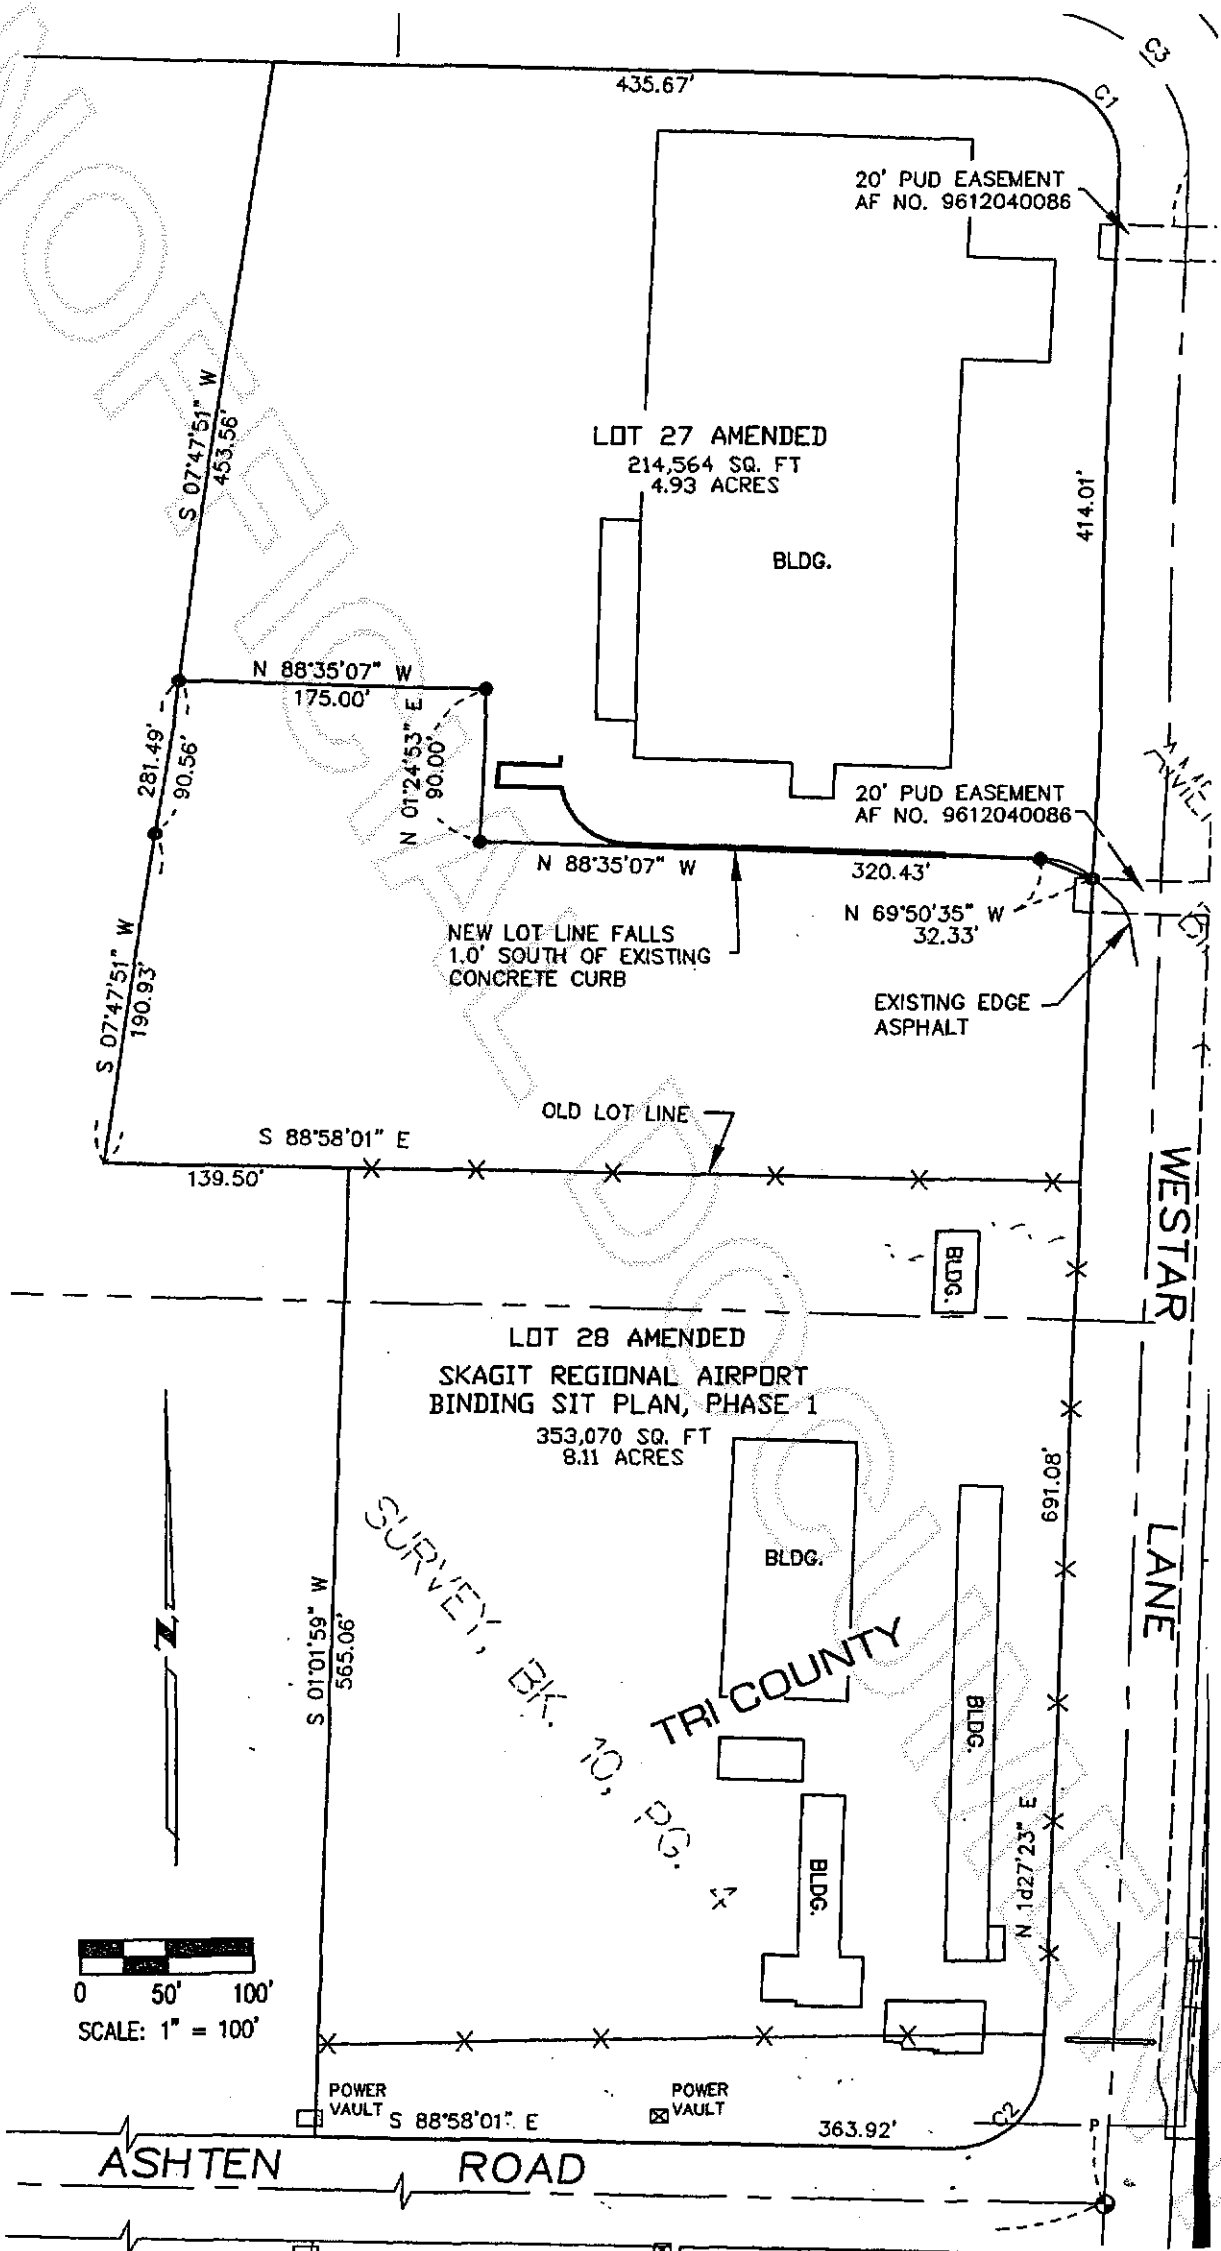 C3
435.67'
C1
20' PUD EASEMENT
AF NO. 9612040086
S 07°47'51" W
453.56'
LOT 27 AMENDED
214,564 SQ. FT
4.93 ACRES
414.01'
BLDG.
N 88°35'07" W
175.00'
281.49'
90.56'
N 01°24'53" E
90.00'
20' PUD EASEMENT
AF NO. 9612040086
N 88°35'07" W
320.43'
N 69°50'35" W
32.33'
NEW LOT LINE FALLS
1.0' SOUTH OF EXISTING
CONCRETE CURB
EXISTING EDGE
ASPHALT
S 07°47'51" W
190.93'
OLD LOT LINE
S 88°58'01" E
139.50'
WESTAR LANE
BLDG.
LOT 28 AMENDED
SKAGIT REGIONAL AIRPORT
BINDING SIT PLAN, PHASE 1
353,070 SQ. FT
8.11 ACRES
691.08'
BLDG.
SURVEY, BK. 10, PG. 4
S 01°01'59" W
565.06'
N
TRI COUNTY
BLDG.
BLDG.
N 1d27'23" E
0 50' 100'
SCALE: 1" = 100'
POWER
VAULT
POWER
VAULT
S 88°58'01" E
363.92'
C2
P
ASHTEN ROAD
UNOFFICIAL DOCUMENT